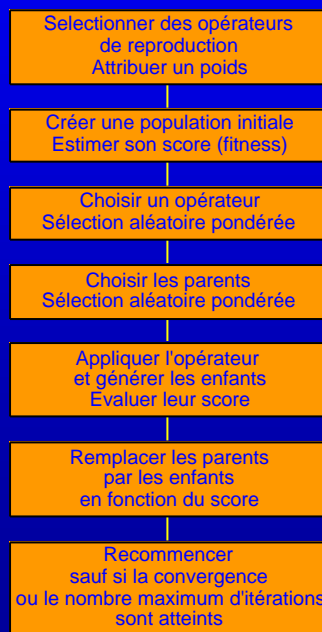 Selectionner des opérateurs
de reproduction
Attribuer un poids
Créer une population initiale
Estimer son score (fitness)
Choisir un opérateur
Sélection aléatoire pondérée
Choisir les parents
Sélection aléatoire pondérée
Appliquer l'opérateur
et générer les enfants
Evaluer leur score
Remplacer les parents
par les enfants
en fonction du score
Recommencer
sauf si la convergence
ou le nombre maximum d'itérations
sont atteints